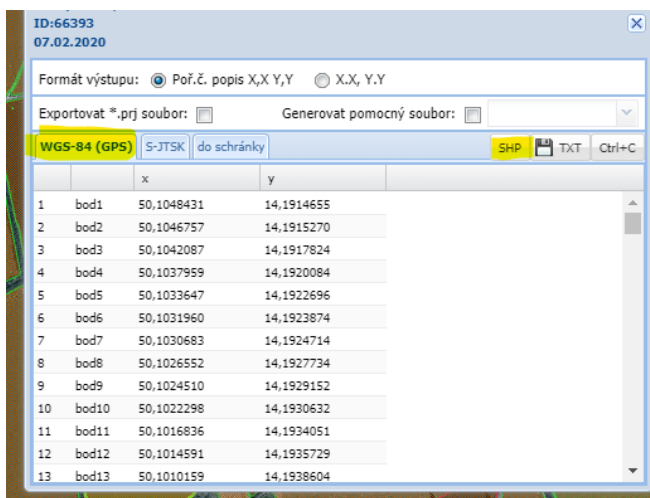 ID:66393
07.02.2020
Formát výstupu: Poř.č. popis X,X Y,Y X.X, Y.Y
Exportovat *.prj soubor: Generovat pomocný soubor:
WGS-84 (GPS) S-JTSK do schránky SHP TXT Ctrl+C
x y
1 bod1 50,1048431 14,1914655
2 bod2 50,1046757 14,1915270
3 bod3 50,1042087 14,1917824
4 bod4 50,1037959 14,1920084
5 bod5 50,1033647 14,1922696
6 bod6 50,1031960 14,1923874
7 bod7 50,1030683 14,1924714
8 bod8 50,1026552 14,1927734
9 bod9 50,1024510 14,1929152
10 bod10 50,1022298 14,1930632
11 bod11 50,1016836 14,1934051
12 bod12 50,1014591 14,1935729
13 bod13 50,1010159 14,1938604